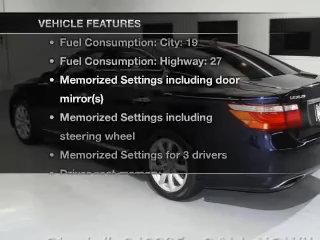 VEHICLE FEATURES
• Fuel Consumption: City: 19
• Fuel Consumption: Highway: 27
• Memorized Settings including door
mirror(s)
• Memorized Settings including
steering wheel
• Memorized Settings for 3 drivers
LEXUS